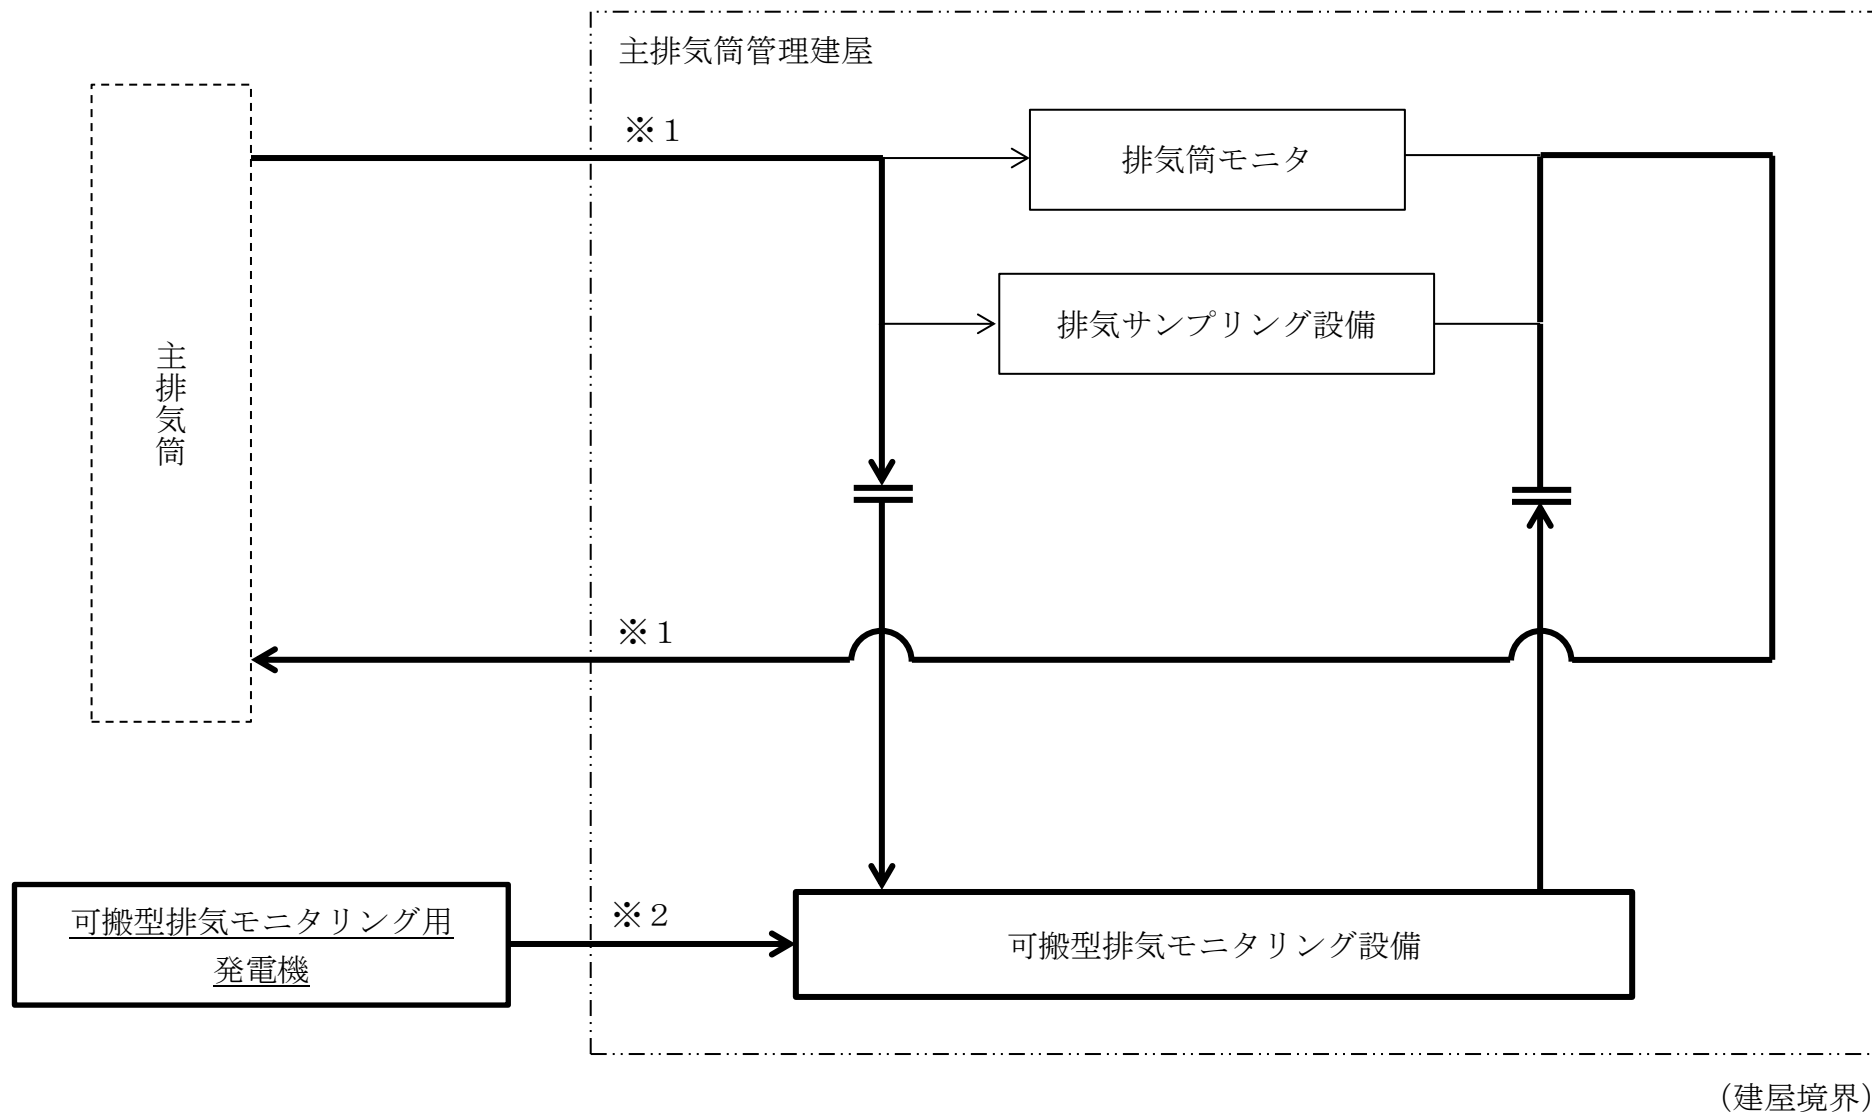 主排気筒管理建屋
※1
排気筒モニタ
排気サンプリング設備
主排気筒
※1
可搬型排気モニタリング用
発電機
※2
可搬型排気モニタリング設備
(建屋境界)